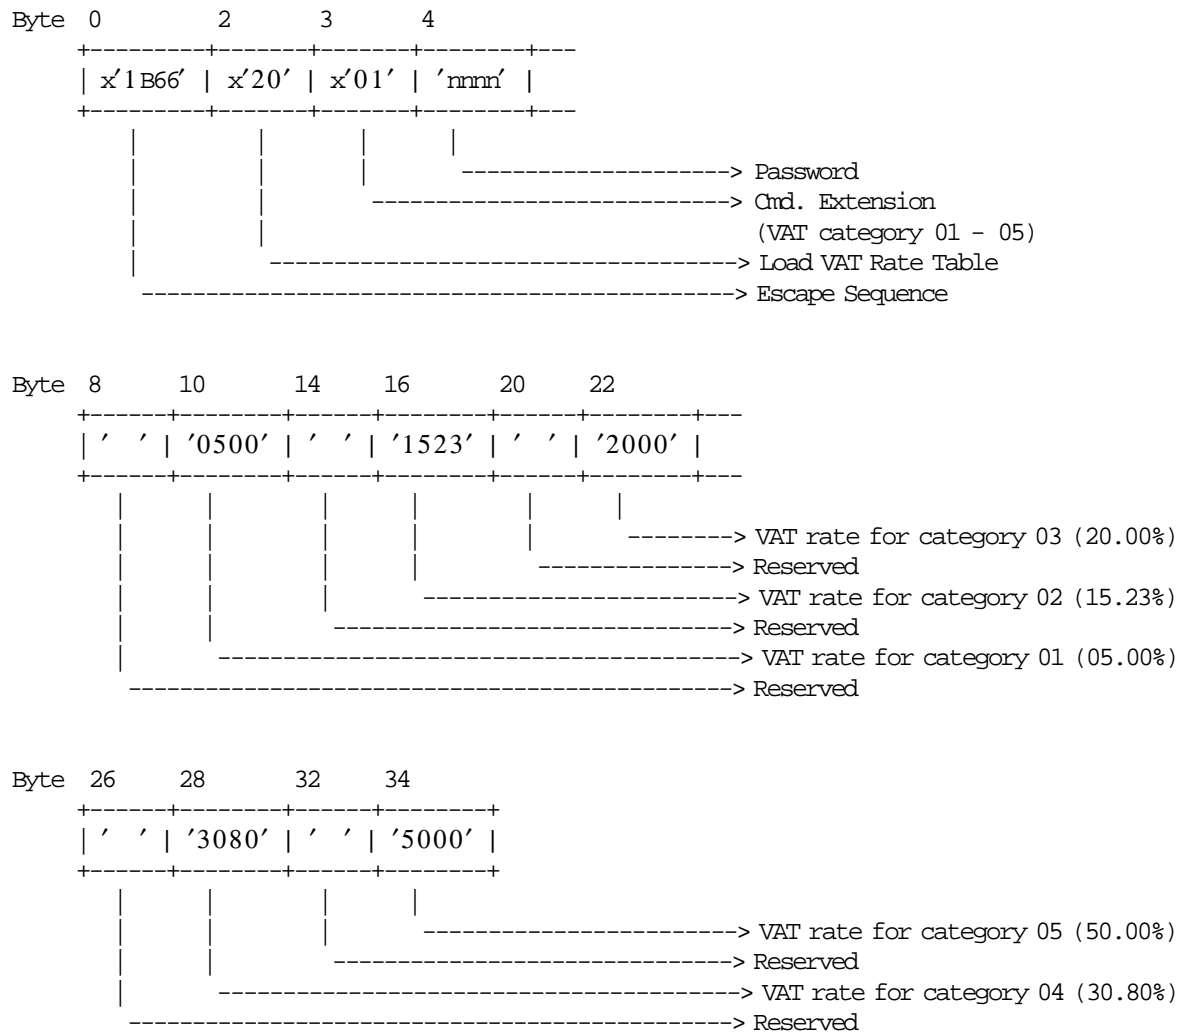 Byte 0 2 3 4
+---------+-------+-------+--------+---
| x′1B66′ | x′20′ | x′01′ | ′nnnn′ |
+---------+-------+-------+--------+---
| | | |
| | | ---------------------> Password
| | ----------------------------> Cmd. Extension
| | (VAT category 01 - 05)
| ------------------------------------> Load VAT Rate Table
----------------------------------------------> Escape Sequence
Byte 8 10 14 16 20 22
+------+--------+------+--------+------+--------+---
| ′ ′ | ′0500′ | ′ ′ | ′1523′ | ′ ′ | ′2000′ |
+------+--------+------+--------+------+--------+---
| | | | | |
| | | | | --------> VAT rate for category 03 (20.00%)
| | | | ---------------> Reserved
| | | ------------------------> VAT rate for category 02 (15.23%)
| | -------------------------------> Reserved
| ----------------------------------------> VAT rate for category 01 (05.00%)
-----------------------------------------------> Reserved
Byte 26 28 32 34
+------+--------+------+--------+
| ′ ′ | ′3080′ | ′ ′ | ′5000′ |
+------+--------+------+--------+
| | | |
| | | ------------------------> VAT rate for category 05 (50.00%)
| | -------------------------------> Reserved
| ----------------------------------------> VAT rate for category 04 (30.80%)
-----------------------------------------------> Reserved